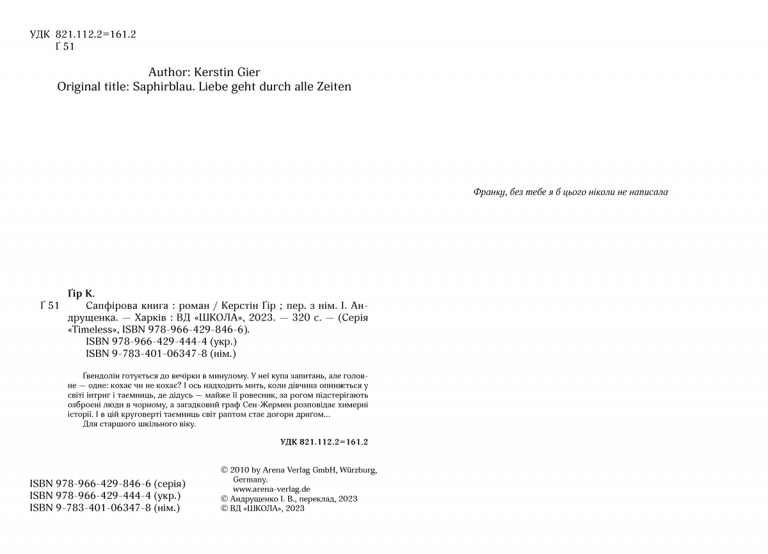 УДК 821.112.2=161.2
Ґ 51
Author: Kerstin Gier
Original title: Saphirblau. Liebe geht durch alle Zeiten
Ґір К.
Ґ 51 Сапфірова книга : роман / Керстін Ґір ; пер. з нім. І. Ан-
друщенка. — Харків : ВД «ШКОЛА», 2023. — 320 с. — (Серія
«Timeless», ISBN 978-966-429-846-6).
ISBN 978-966-429-444-4 (укр.)
ISBN 9-783-401-06347-8 (нім.)
Ґвендолін готується до вечірки в минулому. У неї купа запитань, але голов-
не — одне: кохає чи не кохає? І ось надходить мить, коли дівчина опиняється у
світі інтриг і таємниць, де дідусь — майже її ровесник, за рогом підстерігають
озброєні люди в чорному, а загадковий граф Сен-Жермен розповідає химерні
історії. І в цій круговерті таємниць світ раптом стає догори дриґом...
Для старшого шкільного віку.
УДК 821.112.2=161.2
ISBN 978-966-429-846-6 (серія)
ISBN 978-966-429-444-4 (укр.)
ISBN 9-783-401-06347-8 (нім.)
© 2010 by Arena Verlag GmbH, Würzburg,
Germany.
www.arena-verlag.de
© Андрущенко І. В., переклад, 2023
© ВД «ШКОЛА», 2023
Франку, без тебе я б цього ніколи не написала